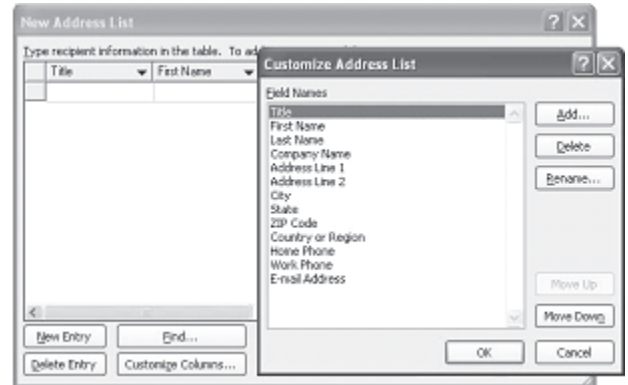 New Address List
Type recipient information in the table. To ad
Title
First Name
Customize Address List
Field Names
Title
First Name
Last Name
Company Name
Address Line 1
Address Line 2
City
State
ZIP Code
Country or Region
Home Phone
Work Phone
E-mail Address
Add...
Delete
Rename...
Move Up
Move Down
OK
Cancel
New Entry
Find...
Delete Entry
Customize Columns...